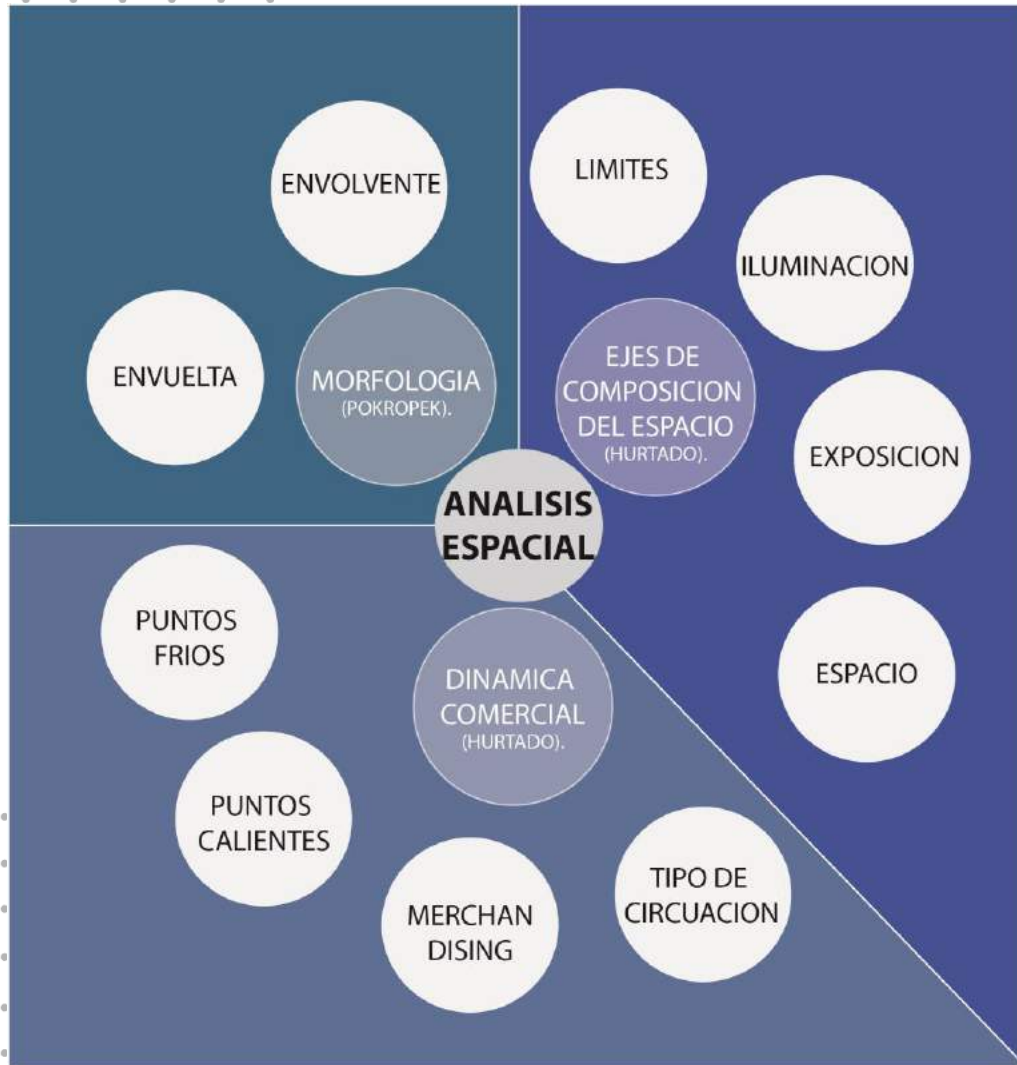 ENVOLVENTE
ENVUELTA
MORFOLOGIA
(POKROPEK).
LIMITES
ILUMINACION
EJES DE
COMPOSICION
DEL ESPACIO
(HURTADO).
EXPOSICION
ESPACIO
ANALISIS
ESPACIAL
PUNTOS
FRIOS
DINAMICA
COMERCIAL
(HURTADO).
PUNTOS
CALIENTES
MERCHAN
DISING
TIPO DE
CIRCUACION